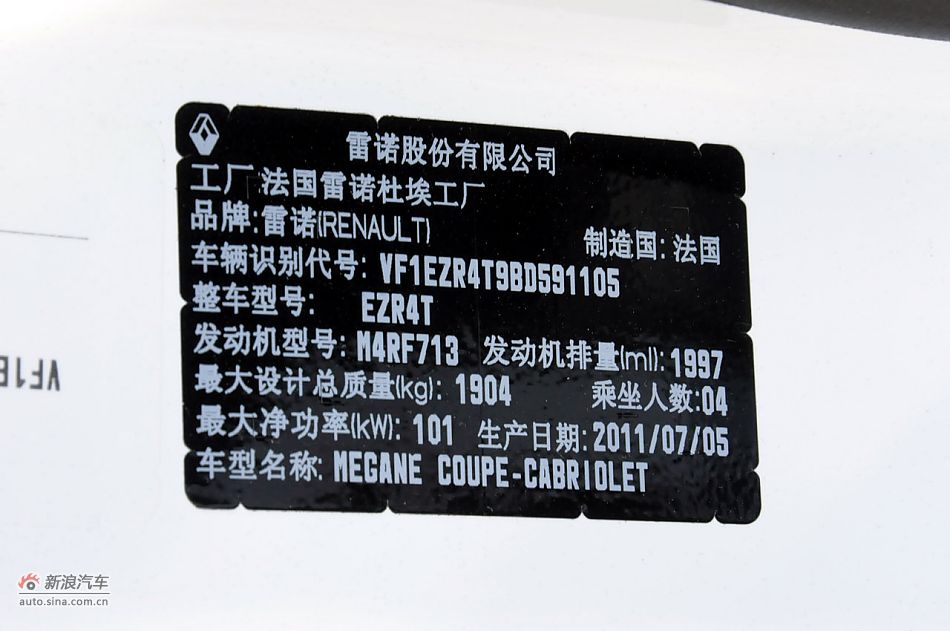 雷诺股份有限公司
工厂:法国雷诺杜埃工厂
品牌:雷诺(RENAULT) 制造国:法国
车辆识别代号: VF1EZR4T9BD591105
整车型号: EZR4T
发动机型号: M4RF713 发动机排量(ml): 1997
最大设计总质量(kg): 1904 乘坐人数:04
最大净功率(kW): 101 生产日期: 2011/07/05
车型名称: MEGANE COUPE-CABRIOLET
VF1
新浪汽车
auto.sina.com.cn